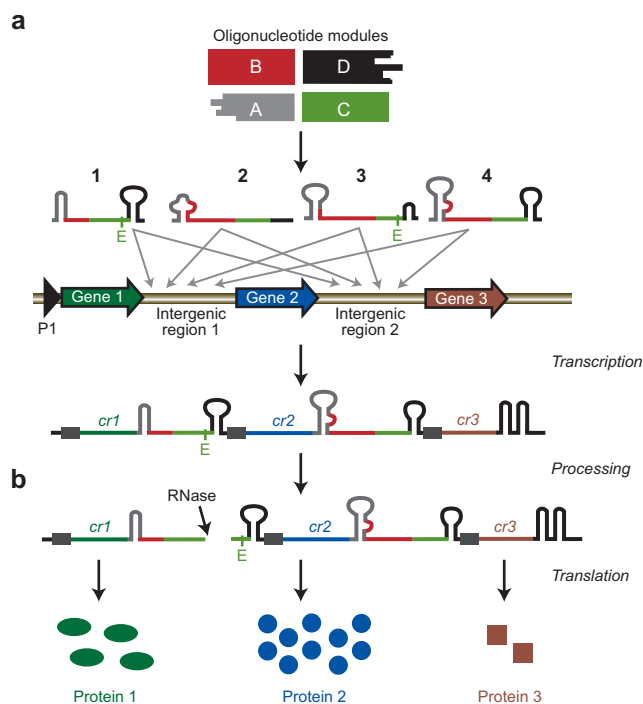 a
Oligonucleotide modules
B D
A C
1 2 3 4
E E
Gene 1 Gene 2 Gene 3
P1
Intergenic
region 1
Intergenic
region 2
Transcription
cr1 cr2 cr3
E
Processing
b
RNase
cr1 cr2 cr3
E
Translation
Protein 1 Protein 2 Protein 3